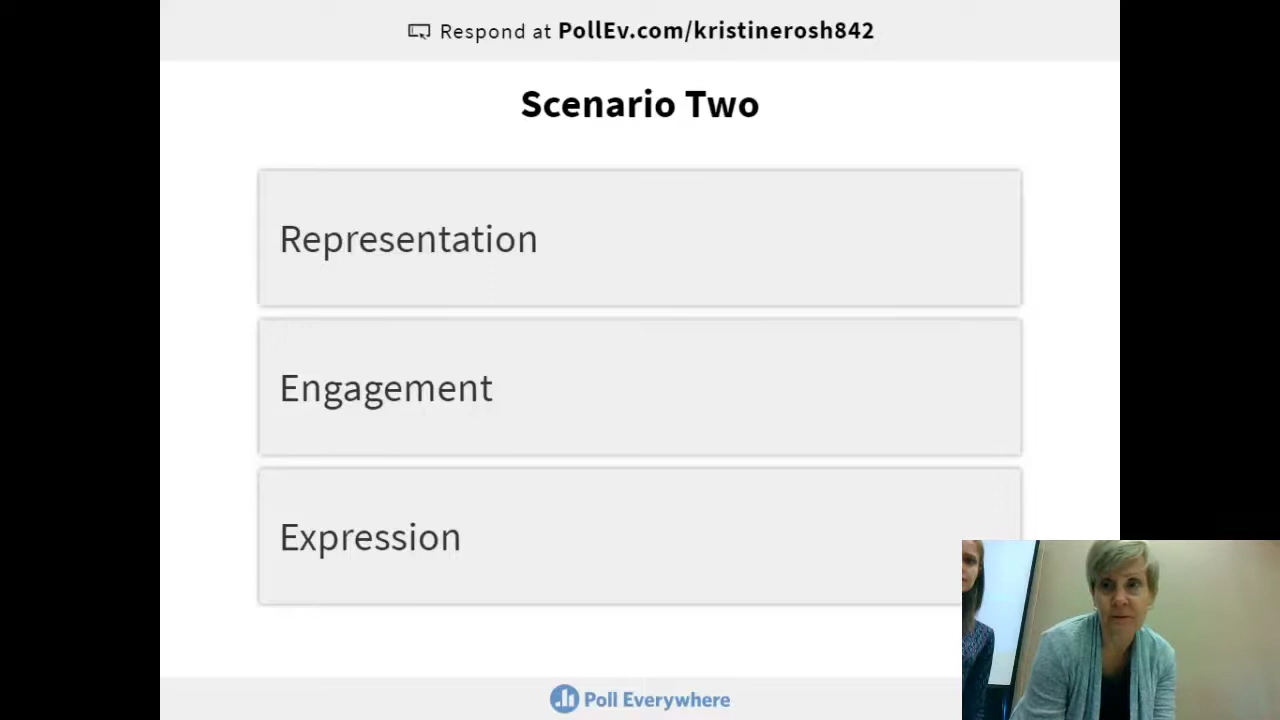 Respond at PollEv.com/kristinerosh842
Scenario Two
Representation
Engagement
Expression
Poll Everywhere